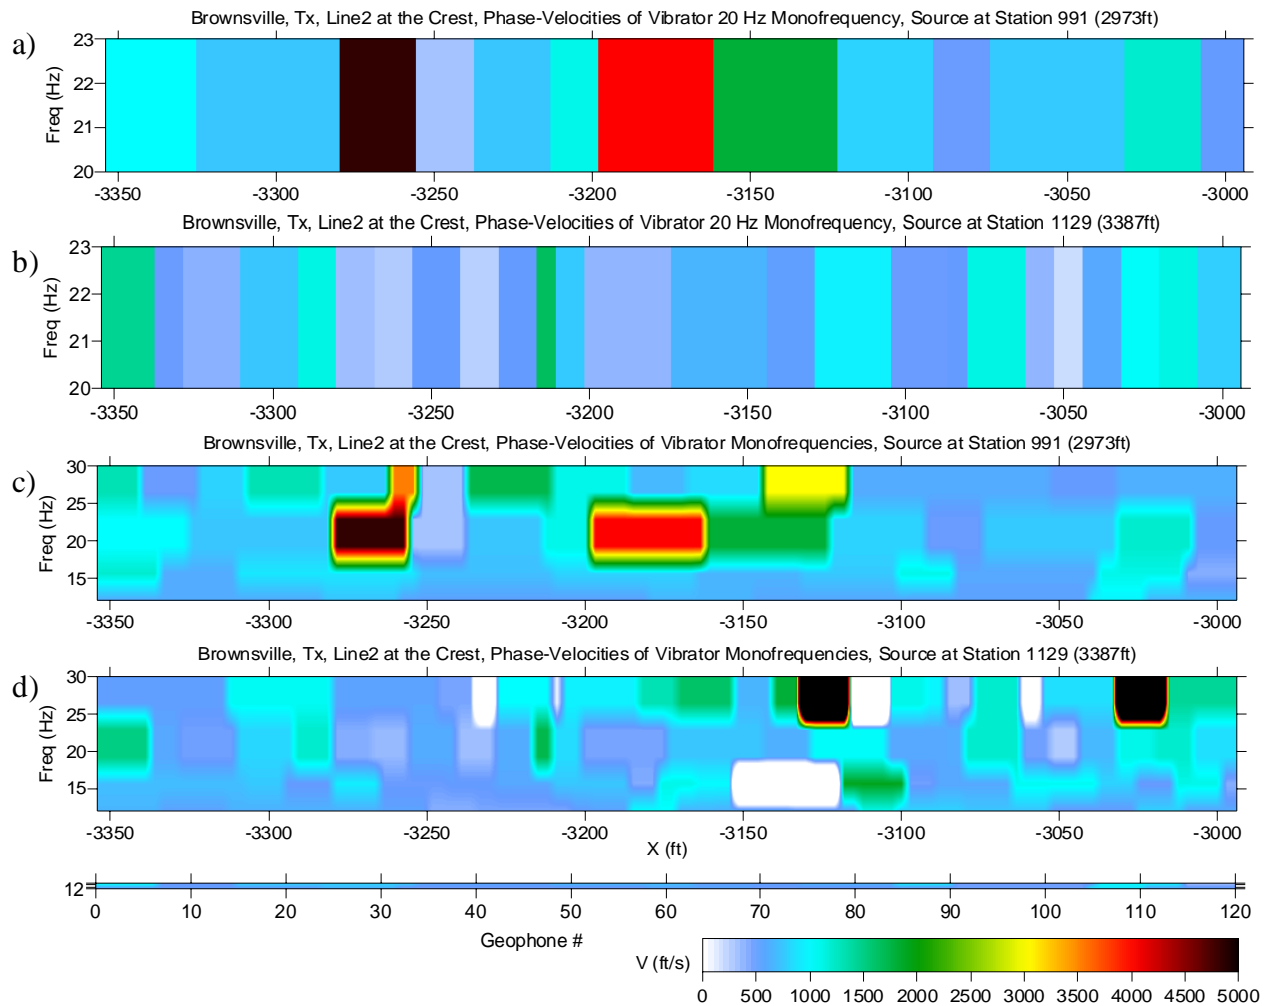 Brownsville, Tx, Line2 at the Crest, Phase-Velocities of Vibrator 20 Hz Monofrequency, Source at Station 991 (2973ft)
a)
Freq (Hz)
23
22
21
20
-3350 -3300 -3250 -3200 -3150 -3100 -3050 -3000
Brownsville, Tx, Line2 at the Crest, Phase-Velocities of Vibrator 20 Hz Monofrequency, Source at Station 1129 (3387ft)
b)
Freq (Hz)
23
22
21
20
-3350 -3300 -3250 -3200 -3150 -3100 -3050 -3000
Brownsville, Tx, Line2 at the Crest, Phase-Velocities of Vibrator Monofrequencies, Source at Station 991 (2973ft)
c)
Freq (Hz)
30
25
20
15
-3350 -3300 -3250 -3200 -3150 -3100 -3050 -3000
Brownsville, Tx, Line2 at the Crest, Phase-Velocities of Vibrator Monofrequencies, Source at Station 1129 (3387ft)
d)
Freq (Hz)
30
25
20
15
-3350 -3300 -3250 -3200 -3150 -3100 -3050 -3000
X (ft)
12
0 10 20 30 40 50 60 70 80 90 100 110 120
Geophone #
V (ft/s)
0 500 1000 1500 2000 2500 3000 3500 4000 4500 5000